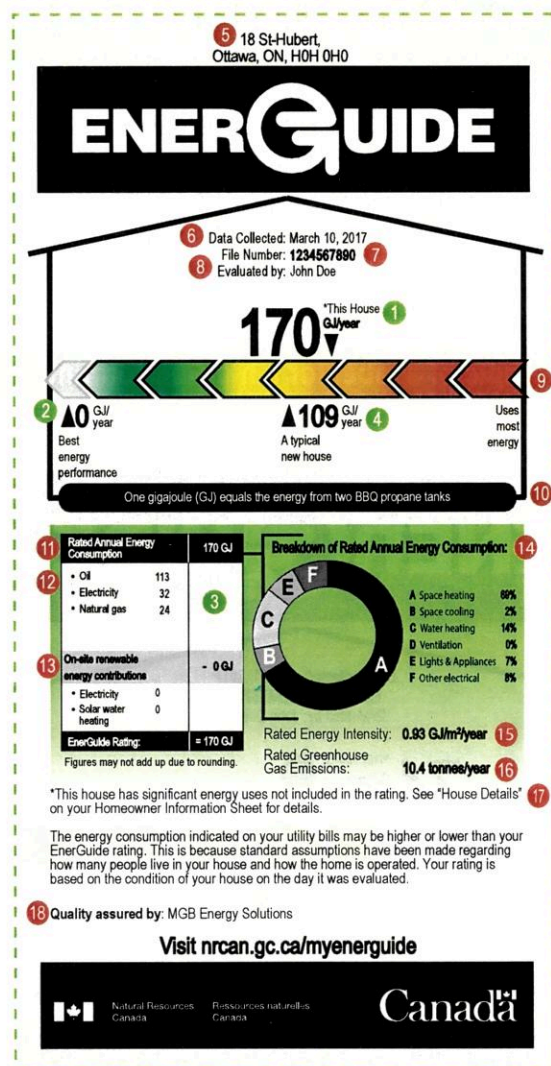 5 18 St-Hubert,
Ottawa, ON, H0H 0H0
ENERGUIDE
6 Data Collected: March 10, 2017
File Number: 1234567890 7
8 Evaluated by: John Doe
170 *This House GJ/year 1
9
2 0 GJ/year
Best energy performance
109 GJ/year 4
A typical new house
Uses most energy
One gigajoule (GJ) equals the energy from two BBQ propane tanks 10
11 Rated Annual Energy Consumption 170 GJ
12 • Oil 113
• Electricity 32
• Natural gas 24
3
13 On-site renewable energy contributions - 0 GJ
• Electricity 0
• Solar water heating 0
EnerGuide Rating: = 170 GJ
Figures may not add up due to rounding.
Breakdown of Rated Annual Energy Consumption: 14
A
B
C
E
F
A Space heating 69%
B Space cooling 2%
C Water heating 14%
D Ventilation 0%
E Lights & Appliances 7%
F Other electrical 8%
Rated Energy Intensity: 0.93 GJ/m²/year 15
Rated Greenhouse
Gas Emissions: 10.4 tonnes/year 16
*This house has significant energy uses not included in the rating. See "House Details" 17
on your Homeowner Information Sheet for details.
The energy consumption indicated on your utility bills may be higher or lower than your
EnerGuide rating. This is because standard assumptions have been made regarding
how many people live in your house and how the home is operated. Your rating is
based on the condition of your house on the day it was evaluated.
18 Quality assured by: MGB Energy Solutions
Visit nrcan.gc.ca/myenerguide
Natural Resources Canada
Ressources naturelles Canada
Canada